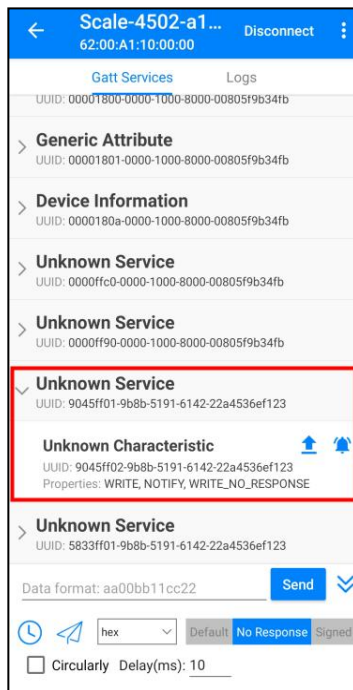 Scale-4502-a1...
Disconnect
62:00:A1:10:00:00
Gatt Services
Logs
UUID: 00001800-0000-1000-8000-00805f9b34fb
Generic Attribute
UUID: 00001801-0000-1000-8000-00805f9b34fb
Device Information
UUID: 0000180a-0000-1000-8000-00805f9b34fb
Unknown Service
UUID: 0000ffc0-0000-1000-8000-00805f9b34fb
Unknown Service
UUID: 0000ff90-0000-1000-8000-00805f9b34fb
Unknown Service
UUID: 9045ff01-9b8b-5191-6142-22a4536ef123
Unknown Characteristic
UUID: 9045ff02-9b8b-5191-6142-22a4536ef123
Properties: WRITE, NOTIFY, WRITE_NO_RESPONSE
Unknown Service
UUID: 5833ff01-9b8b-5191-6142-22a4536ef123
Data format: aa00bb11cc22
Send
hex
Default
No Response
Signed
Circularly
Delay(ms): 10